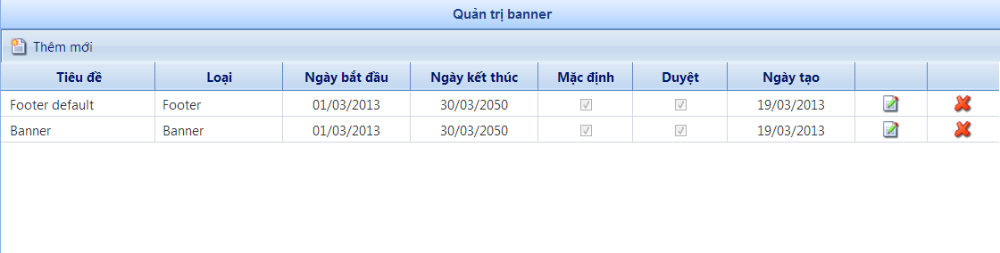 Quản trị banner
Thêm mới
Tiêu đề Loại Ngày bắt đầu Ngày kết thúc Mặc định Duyệt Ngày tạo
Footer default Footer 01/03/2013 30/03/2050 19/03/2013
Banner Banner 01/03/2013 30/03/2050 19/03/2013